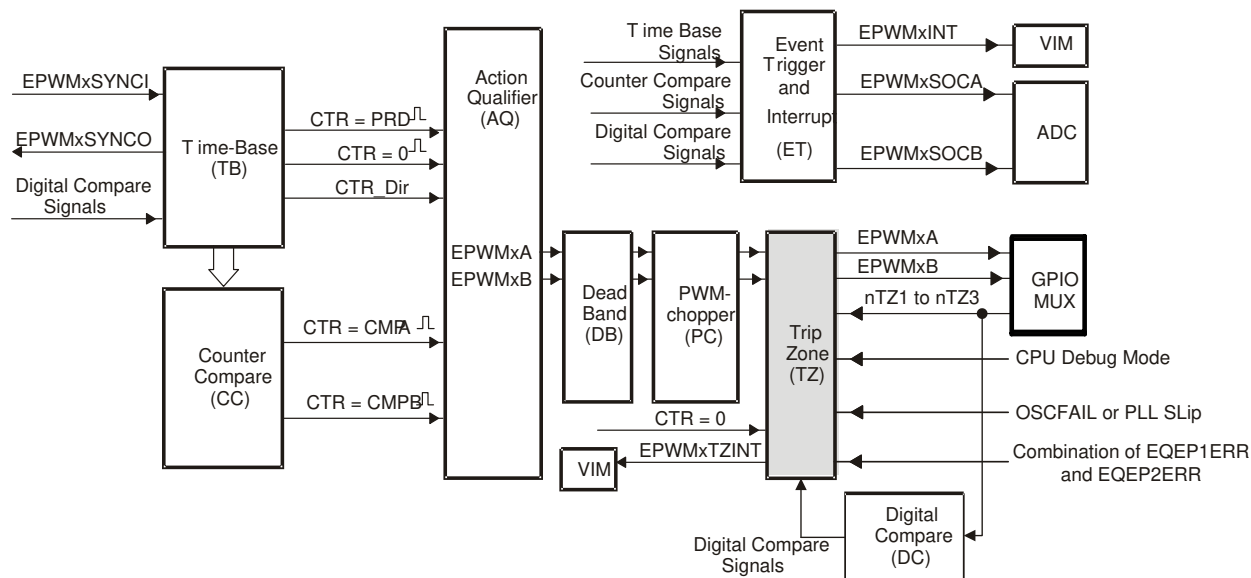 EPWMxSYNCI
EPWMxSYNCO
Digital Compare
Signals
Time-Base
(TB)
CTR = PRD
CTR = 0
CTR_Dir
Counter
Compare
(CC)
CTR = CMPA
CTR = CMPB
Action
Qualifier
(AQ)
EPWMxA
EPWMxB
Time Base
Signals
Counter Compare
Signals
Digital Compare
Signals
Event
Trigger
and
Interrupt
(ET)
EPWMxINT
EPWMxSOCA
EPWMxSOCB
VIM
ADC
Dead
Band
(DB)
PWM-
chopper
(PC)
Trip
Zone
(TZ)
EPWMxA
EPWMxB
nTZ1 to nTZ3
GPIO
MUX
CPU Debug Mode
OSCFAIL or PLL SLip
Combination of EQEP1ERR
and EQEP2ERR
CTR = 0
EPWMxTZINT
VIM
Digital Compare
Signals
Digital
Compare
(DC)